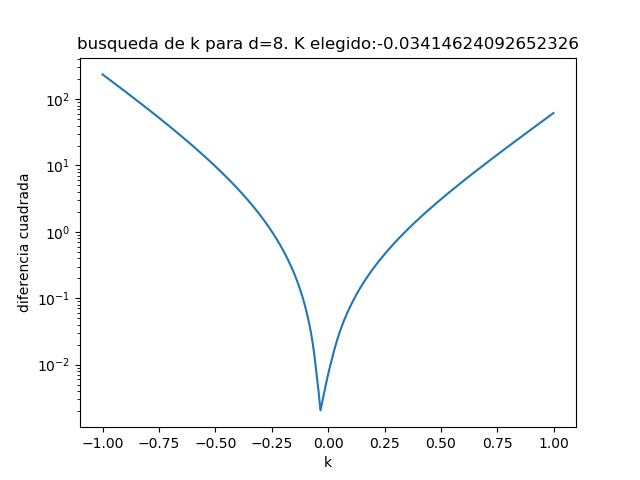 busqueda de k para d=8. K elegido:-0.03414624092652326
diferencia cuadrada
10²
10¹
10⁰
10⁻¹
10⁻²
−1.00 −0.75 −0.50 −0.25 0.00 0.25 0.50 0.75 1.00
k